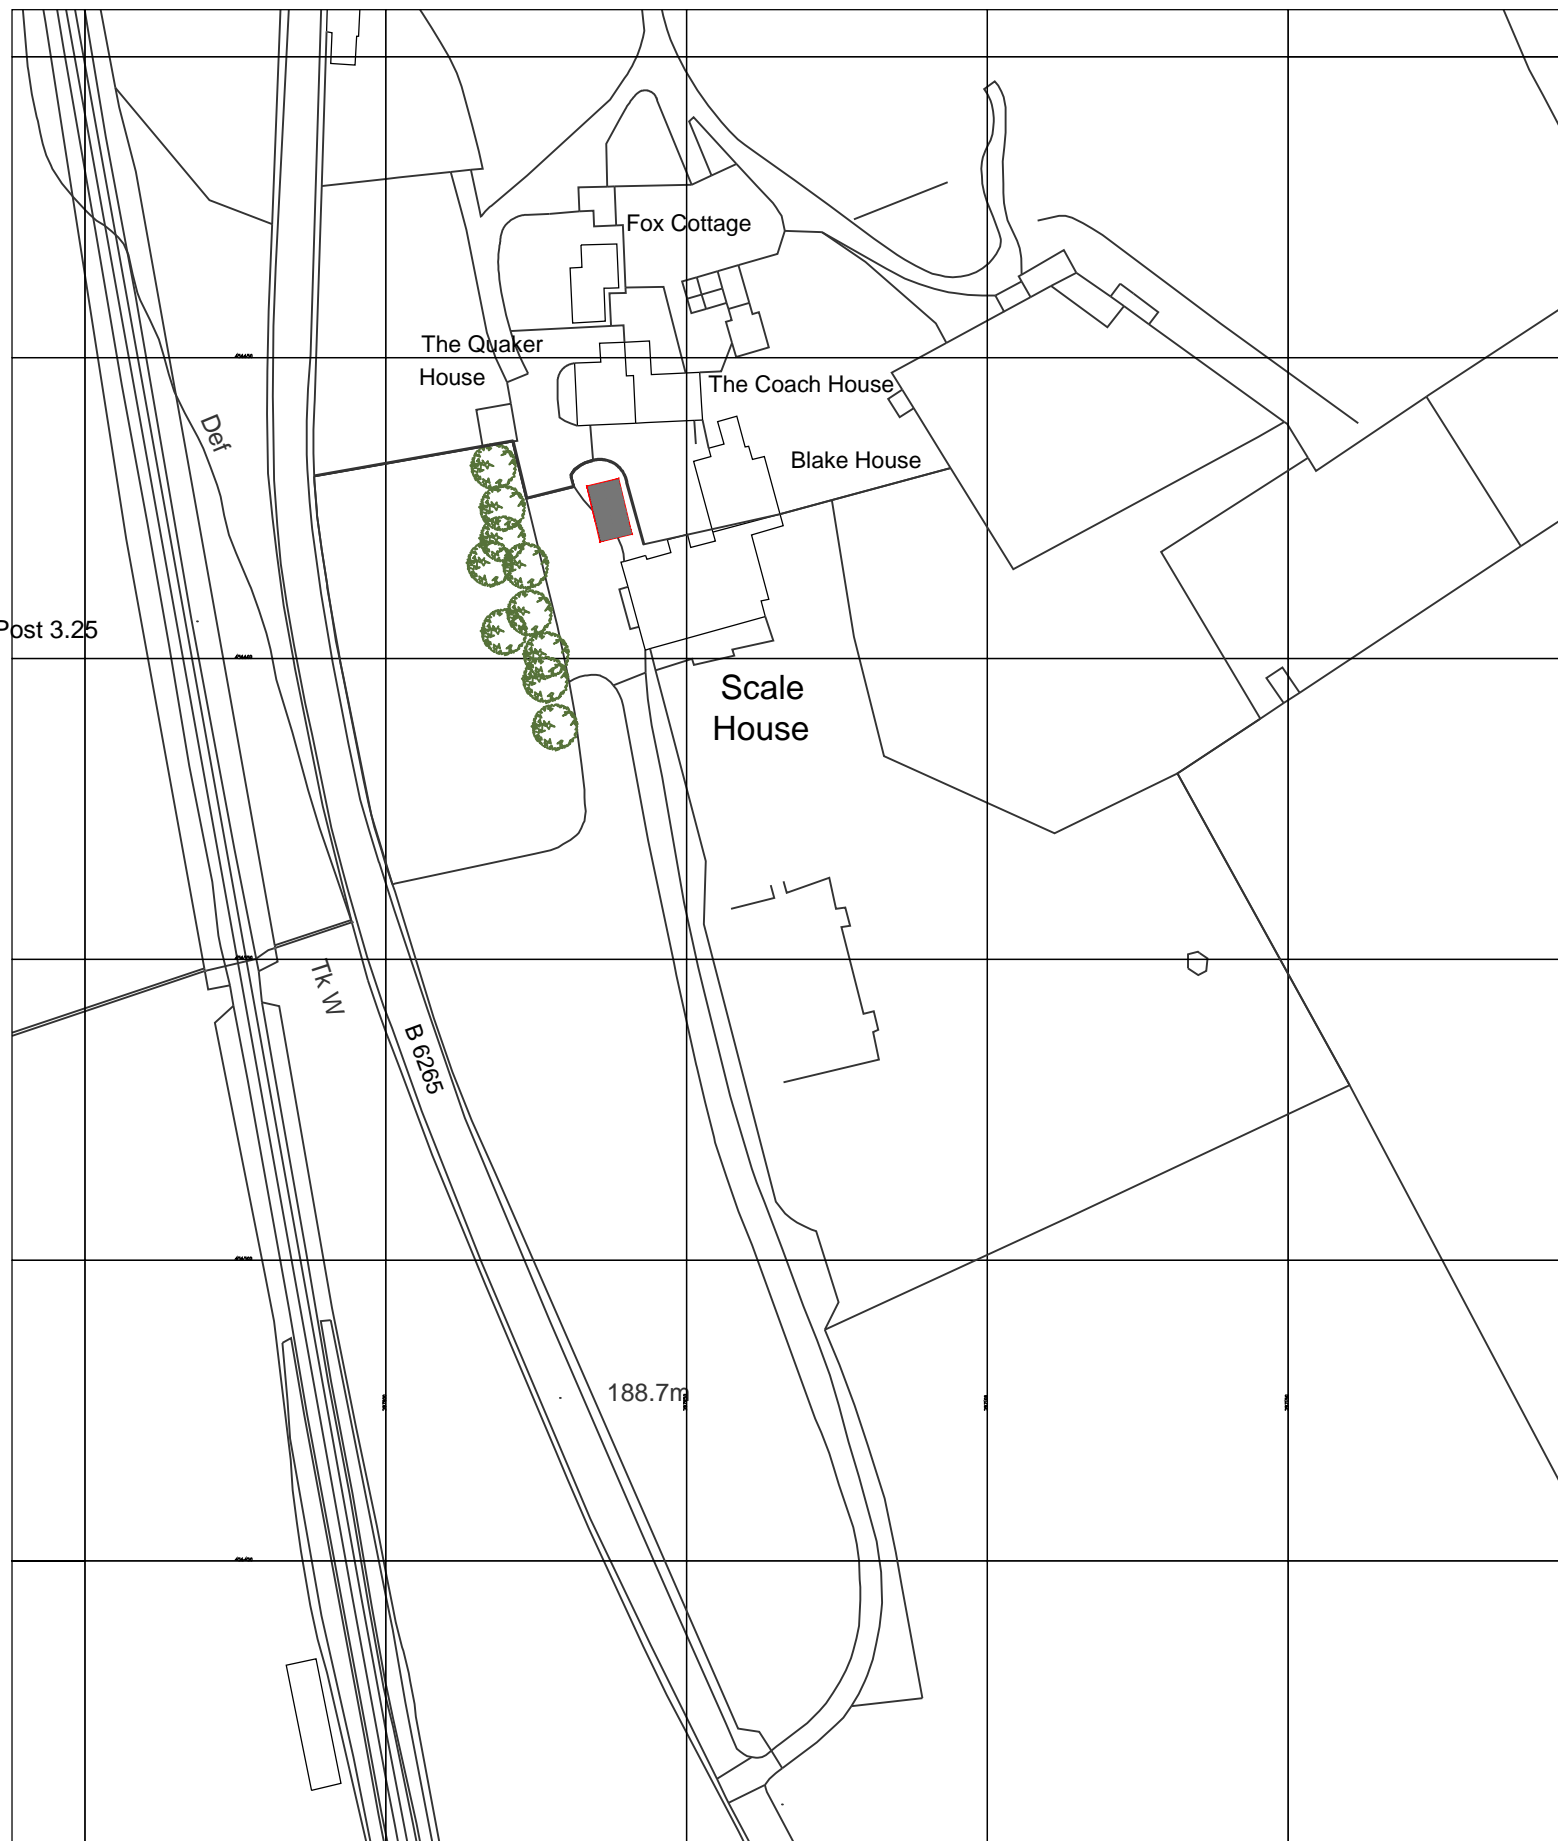 Fox Cottage
The Quaker
House
The Coach House
Def
Blake House
Post 3.25
Scale
House
Tk W
B 6265
188.7m